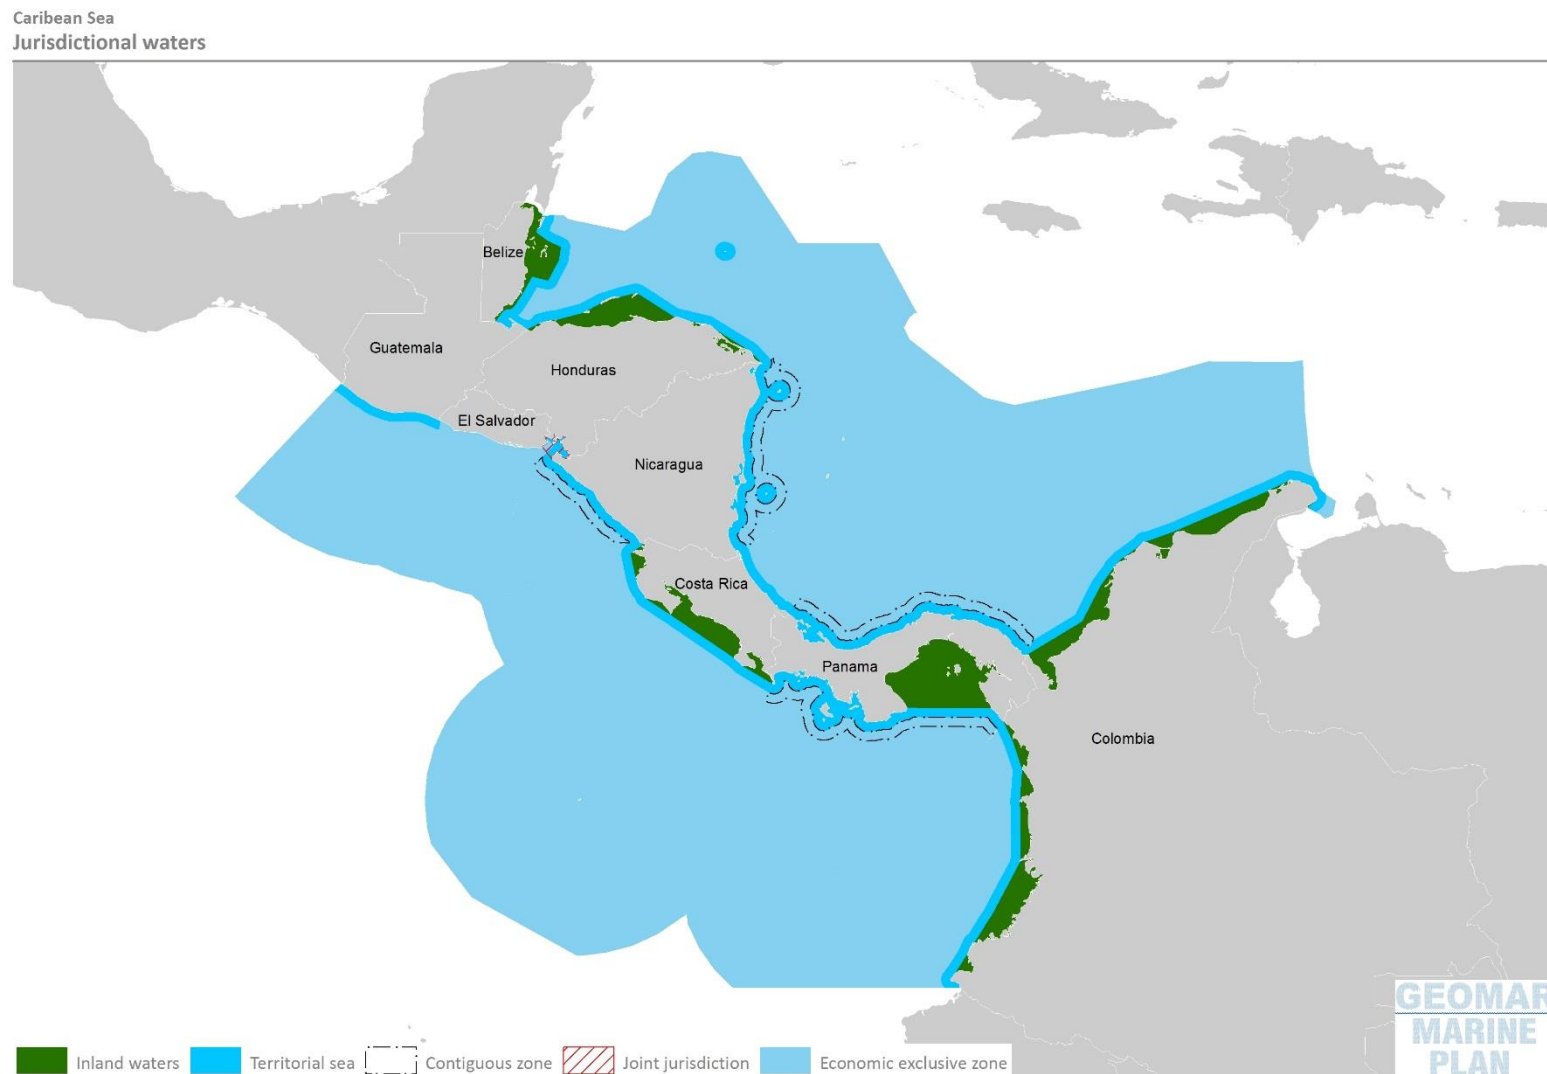 Caribean Sea
Jurisdictional waters
Belize
Guatemala
Honduras
El Salvador
Nicaragua
Costa Rica
Panama
Colombia
GEOMAR
MARINE
PLAN
Inland waters
Territorial sea
Contiguous zone
Joint jurisdiction
Economic exclusive zone